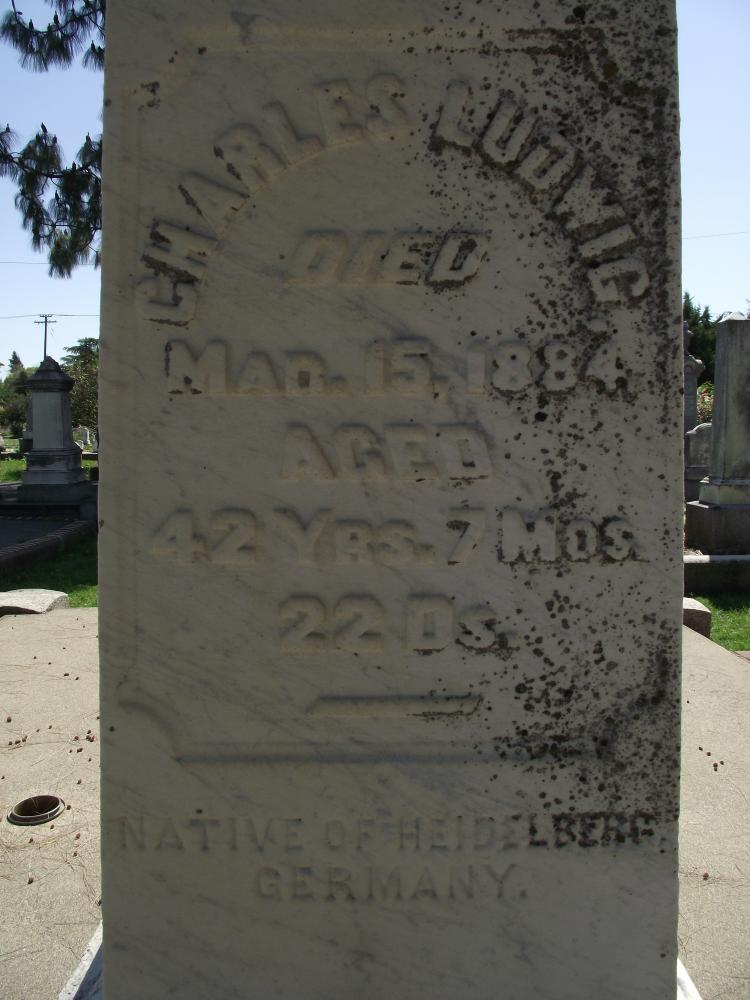 CHARLES LUDWIG.
DIED
MAR. 15, 1884
AGED
42 YRS. 7 MOS.
22 DS.
NATIVE OF HEIDELBERG,
GERMANY.